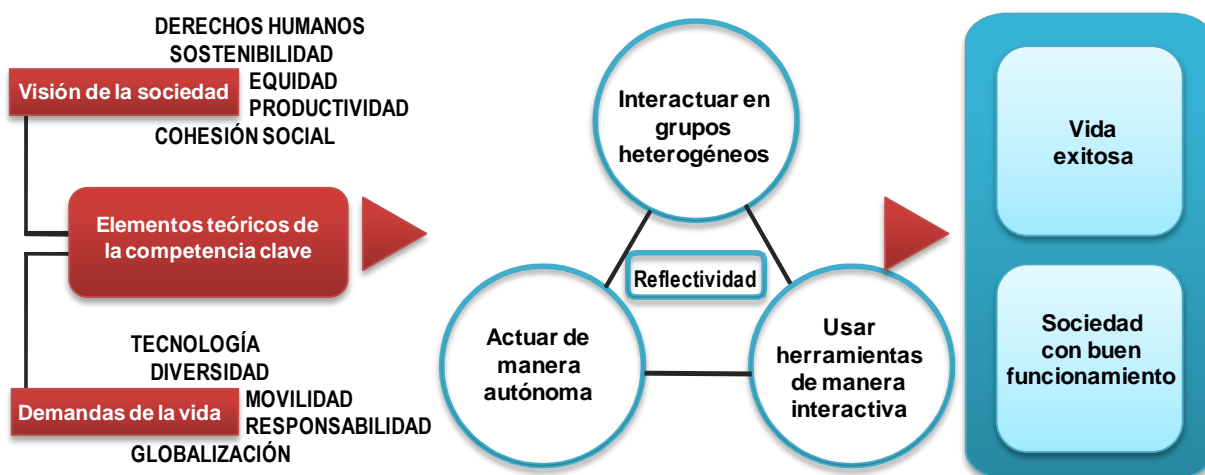 DERECHOS HUMANOS
SOSTENIBILIDAD
Visión de la sociedad
EQUIDAD
PRODUCTIVIDAD
COHESIÓN SOCIAL
Elementos teóricos de
la competencia clave
TECNOLOGÍA
DIVERSIDAD
Demandas de la vida
MOVILIDAD
RESPONSABILIDAD
GLOBALIZACIÓN
Interactuar en
grupos
heterogéneos
Reflectividad
Actuar de
manera
autónoma
Usar
herramientas
de manera
interactiva
Vida
exitosa
Sociedad
con buen
funcionamiento